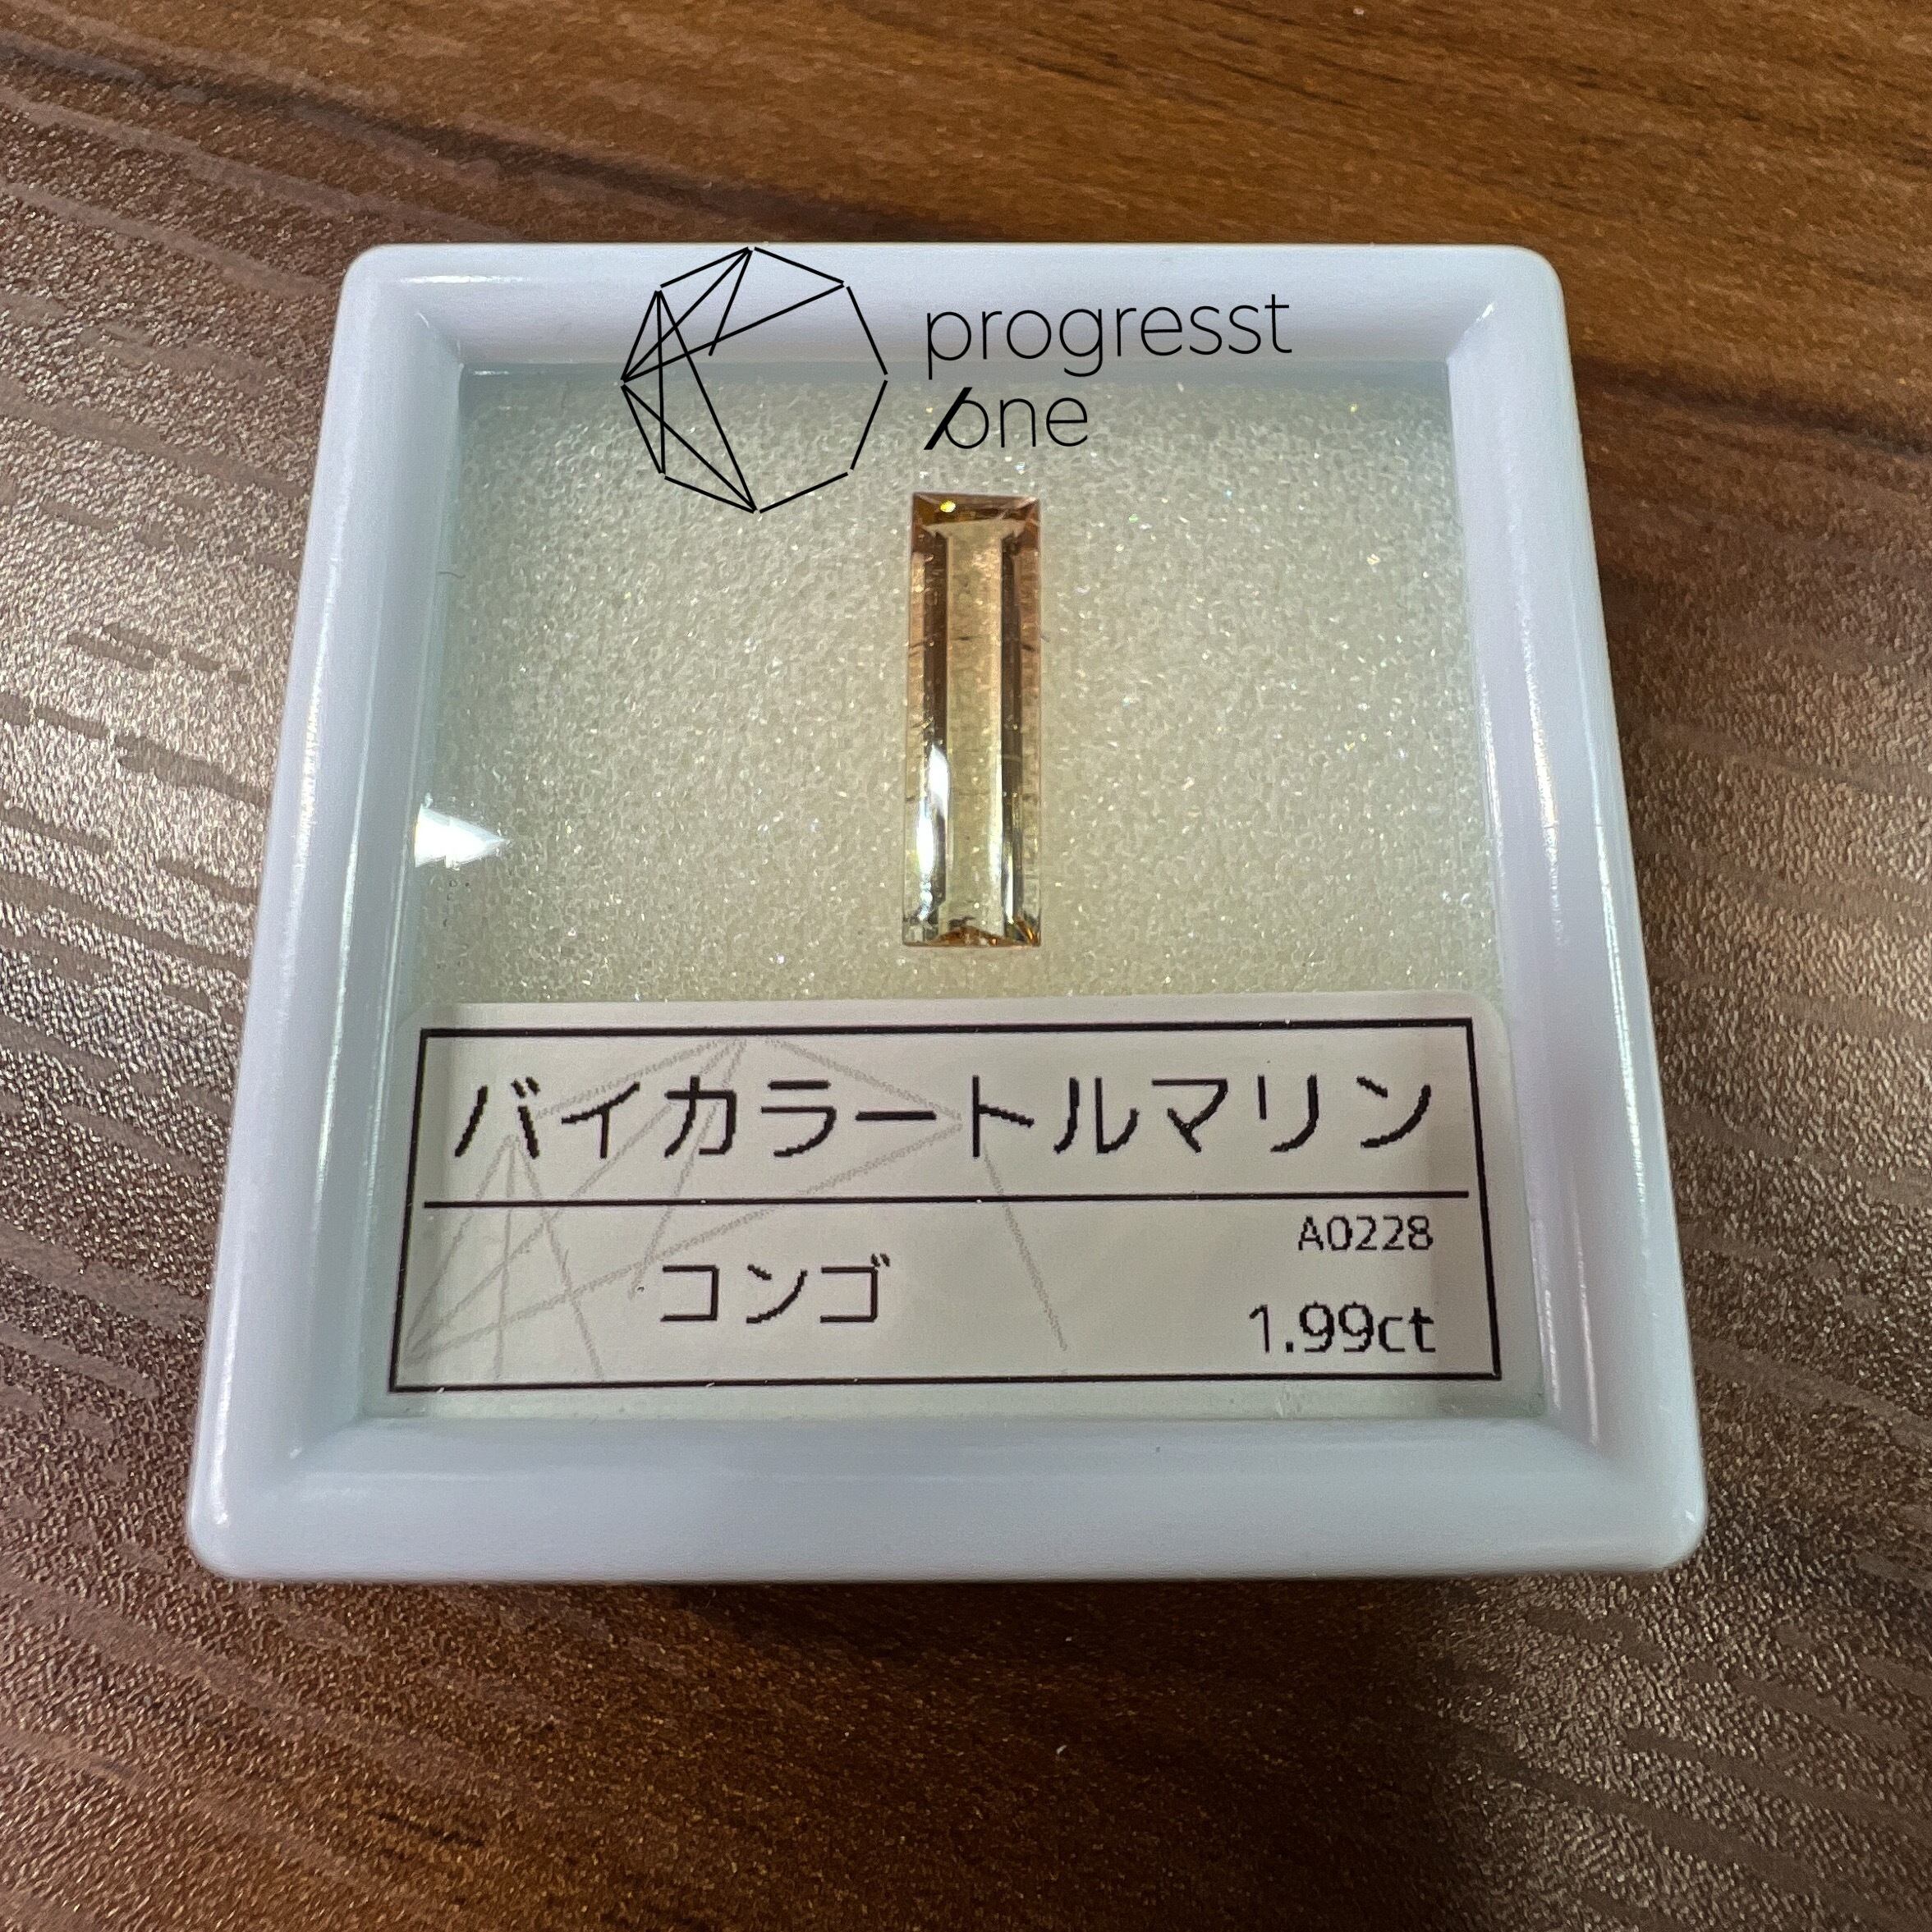 progresst
one
バイカラートルマリン
A0228
コンゴ
1.99ct